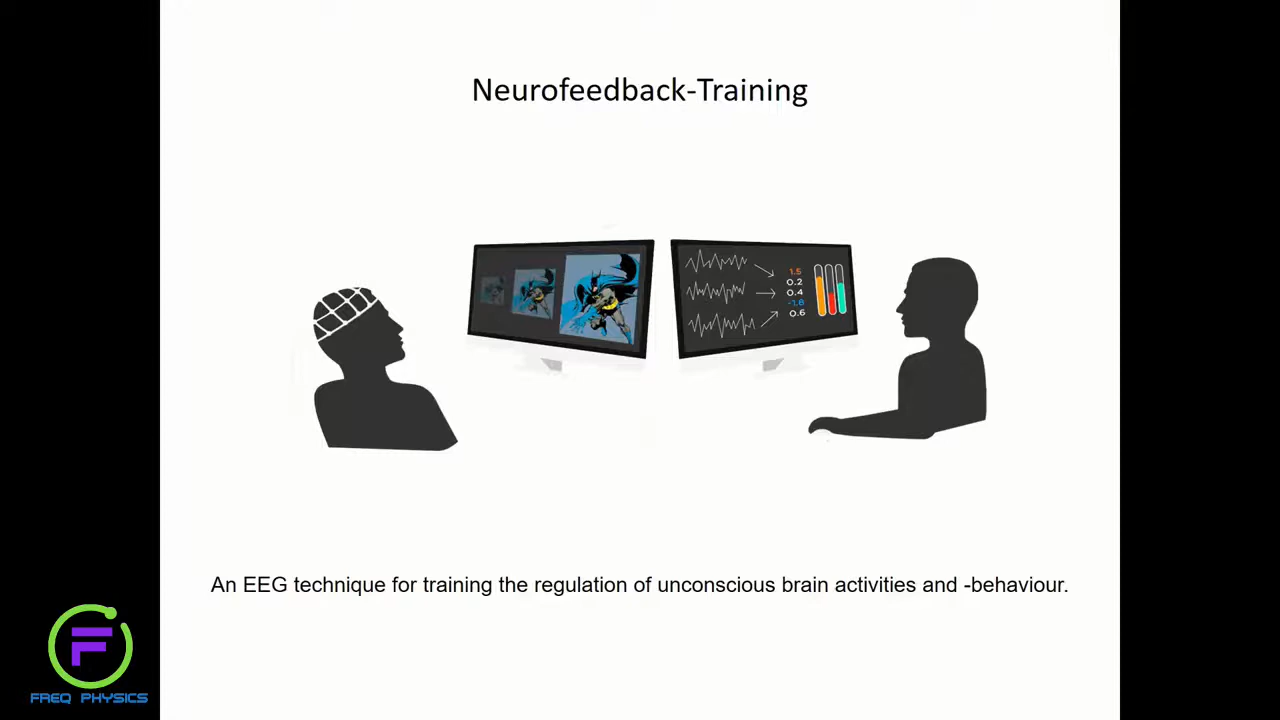 Neurofeedback-Training
1.5
0.2
0.4
-1.8
0.6
An EEG technique for training the regulation of unconscious brain activities and -behaviour.
F
FREQ PHYSICS